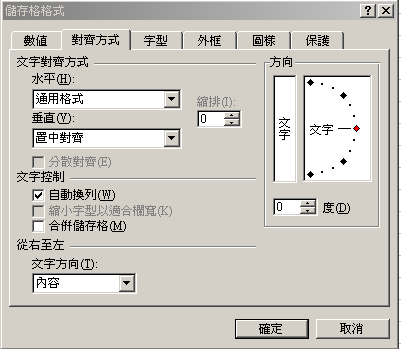 儲存格格式
數值 對齊方式 字型 外框 圖樣 保護
文字對齊方式
水平(H):
通用格式
縮排(I):
垂直(V):
0
置中對齊
分散對齊(E)
文字控制
自動換列(W)
縮小字型以適合欄寬(K)
合併儲存格(M)
從右至左
文字方向(T):
內容
方向
文字
文字
0 度(D)
確定 取消